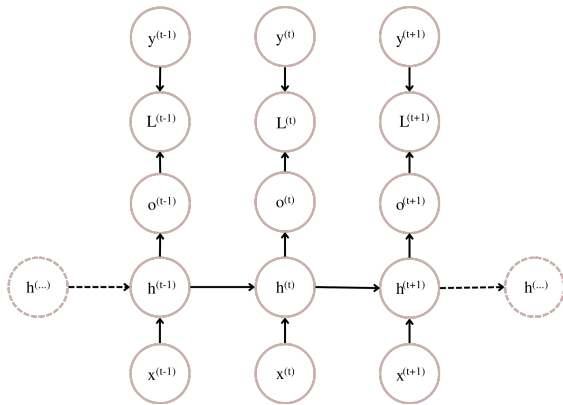 y(t-1) y(t) y(t+1)
L(t-1) L(t) L(t+1)
o(t-1) o(t) o(t+1)
h(...) h(t-1) h(t) h(t+1) h(...)
x(t-1) x(t) x(t+1)